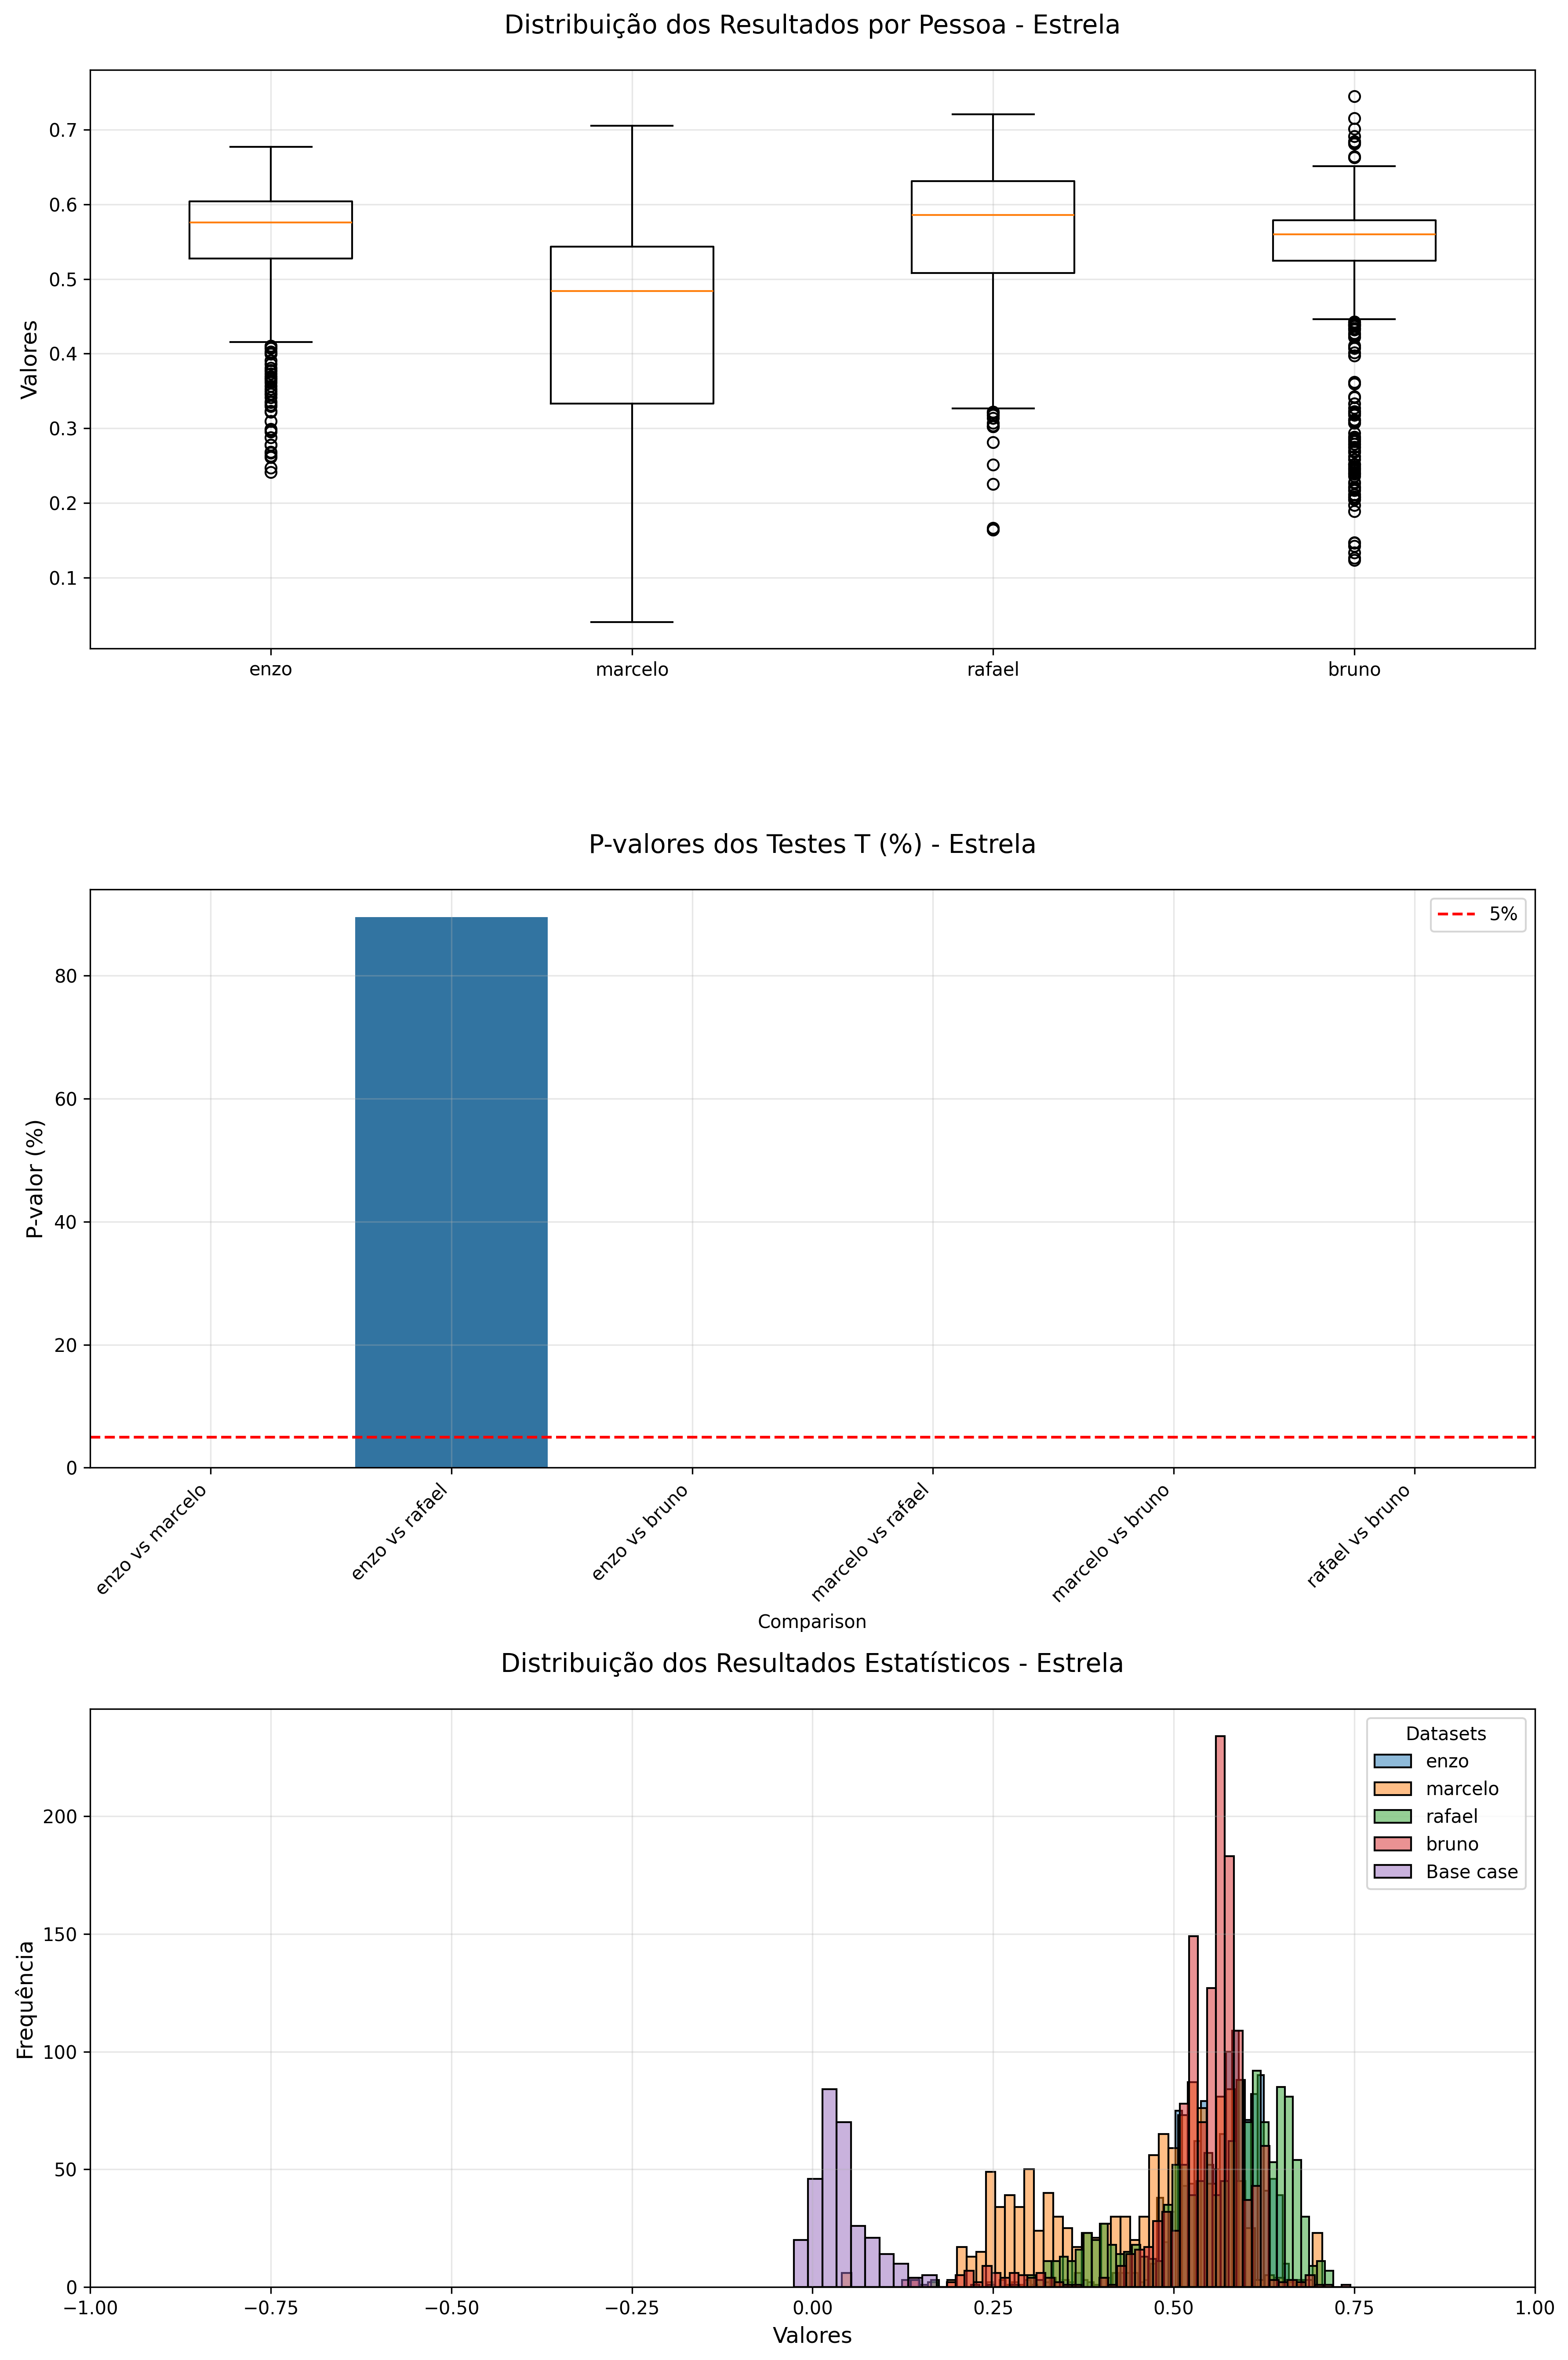 Distribuição dos Resultados por Pessoa - Estrela
Valores
0.7
0.6
0.5
0.4
0.3
0.2
0.1
enzo
marcelo
rafael
bruno
P-valores dos Testes T (%) - Estrela
5%
P-valor (%)
80
60
40
20
0
enzo vs marcelo
enzo vs rafael
enzo vs bruno
marcelo vs rafael
marcelo vs bruno
rafael vs bruno
Comparison
Distribuição dos Resultados Estatísticos - Estrela
Datasets
enzo
marcelo
rafael
bruno
Base case
Frequência
200
150
100
50
0
−1.00
−0.75
−0.50
−0.25
0.00
0.25
0.50
0.75
1.00
Valores